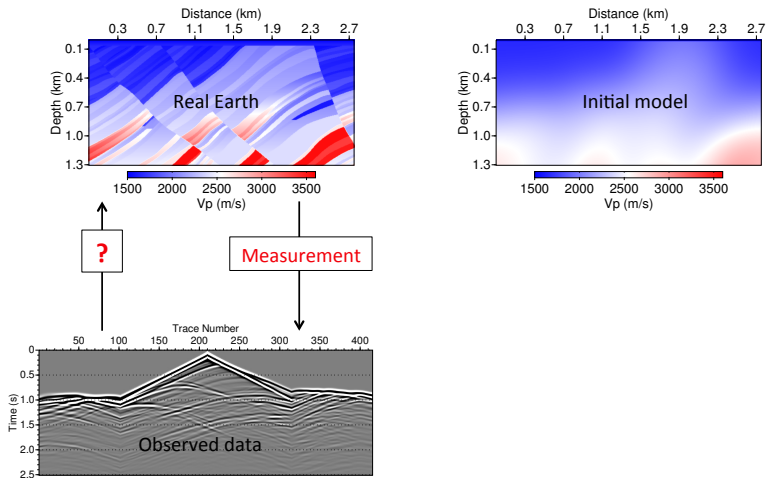 Distance (km)
0.3 0.7 1.1 1.5 1.9 2.3 2.7
0.1
0.4
0.7
1.0
1.3
Depth (km)
Real Earth
1500 2000 2500 3000 3500
Vp (m/s)
Distance (km)
0.3 0.7 1.1 1.5 1.9 2.3 2.7
0.1
0.4
0.7
1.0
1.3
Depth (km)
Initial model
1500 2000 2500 3000 3500
Vp (m/s)
?
Measurement
Trace Number
50 100 150 200 250 300 350 400
0
0.5
1.0
1.5
2.0
2.5
Time (s)
Observed data